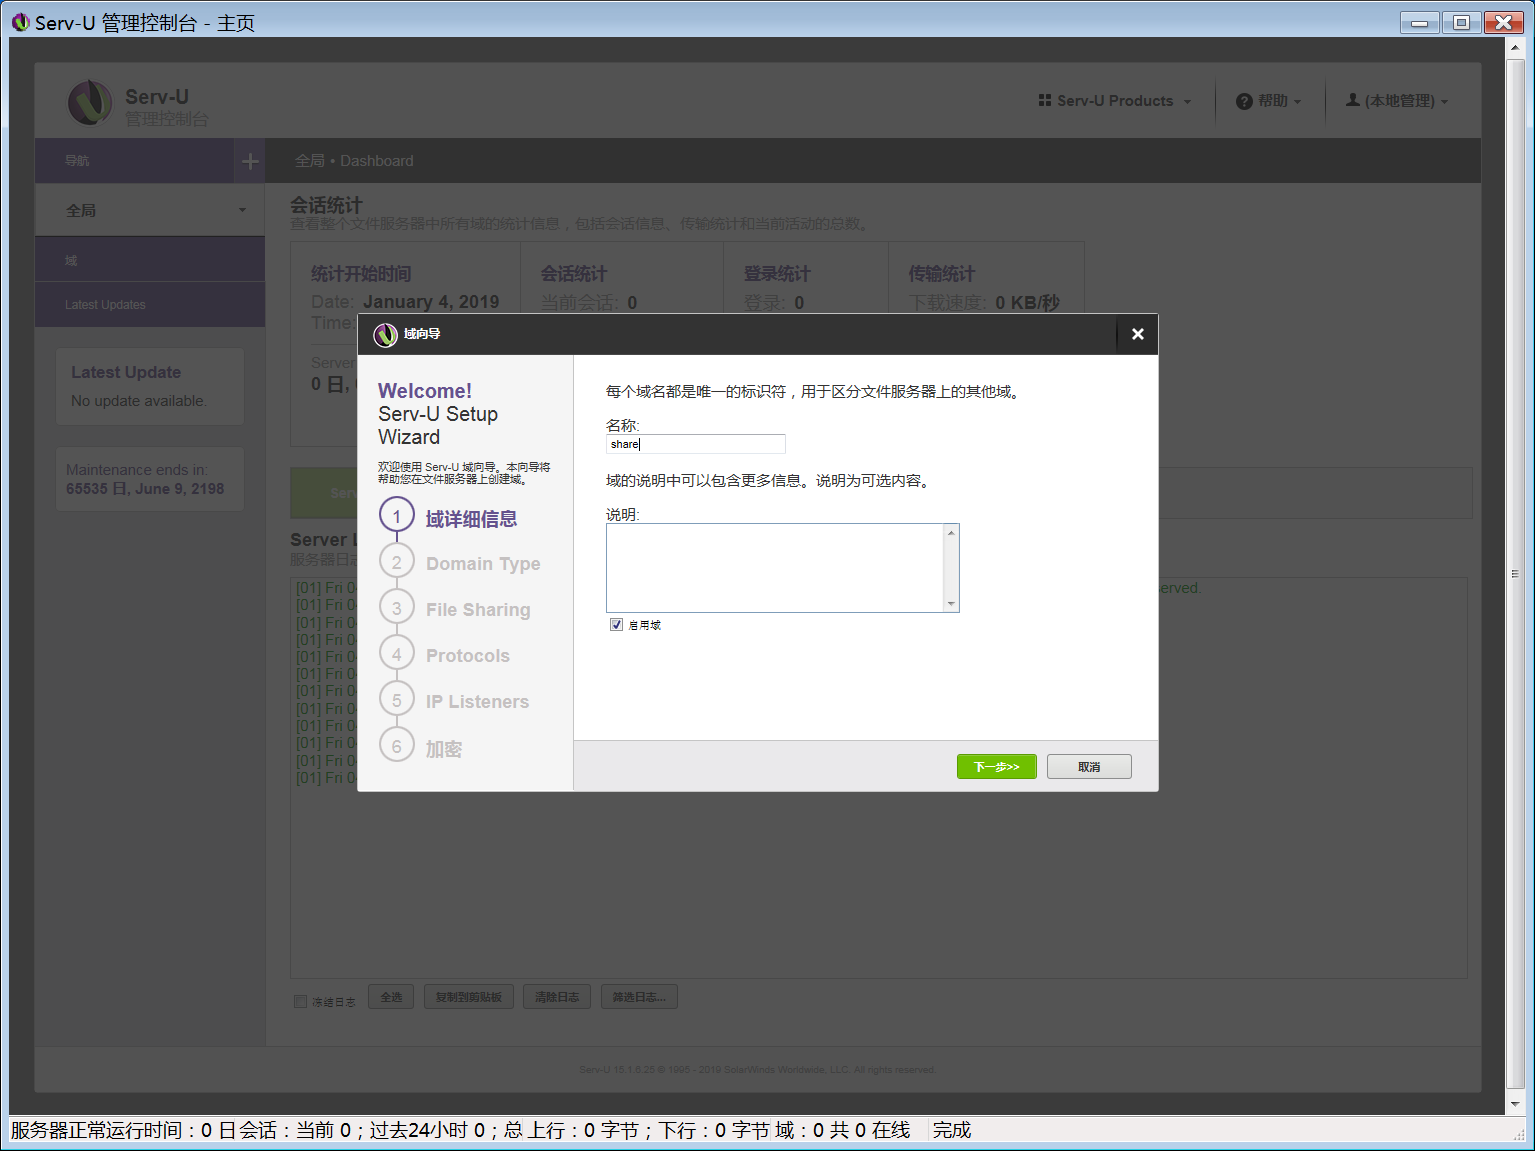 Serv-U 管理控制台 - 主页
Serv-U
管理控制台
Serv-U Products
帮助
(本地管理)
导航
全局 • Dashboard
全局
域
Latest Updates
Latest Update
No update available.
Maintenance ends in:
65535 日, June 9, 2198
会话统计
查看整个文件服务器中所有域的统计信息，包括会话信息、传输统计和当前活动的总数。
统计开始时间
Date: January 4, 2019
Time:
Server
0 日,
会话统计
当前会话: 0
登录统计
登录: 0
传输统计
下载速度: 0 KB/秒
Serv
Server L
服务器日志
[01] Fri 0
[01] Fri 0
[01] Fri 0
[01] Fri 0
[01] Fri 0
[01] Fri 0
[01] Fri 0
[01] Fri 0
[01] Fri 0
[01] Fri 0
[01] Fri 0
[01] Fri 0
erved.
域向导
Welcome!
Serv-U Setup
Wizard
欢迎使用 Serv-U 域向导。本向导将
帮助您在文件服务器上创建域。
1 域详细信息
2 Domain Type
3 File Sharing
4 Protocols
5 IP Listeners
6 加密
每个域名都是唯一的标识符，用于区分文件服务器上的其他域。
名称:
share
域的说明中可以包含更多信息。说明为可选内容。
说明:
启用域
下一步>>
取消
冻结日志
全选
复制到剪贴板
清除日志
筛选日志...
Serv-U 15.1.6.25 © 1995 - 2019 SolarWinds Worldwide, LLC. All rights reserved.
服务器正常运行时间：0 日 会话：当前 0；过去24小时 0；总 上行：0 字节；下行：0 字节 域：0 共 0 在线 完成